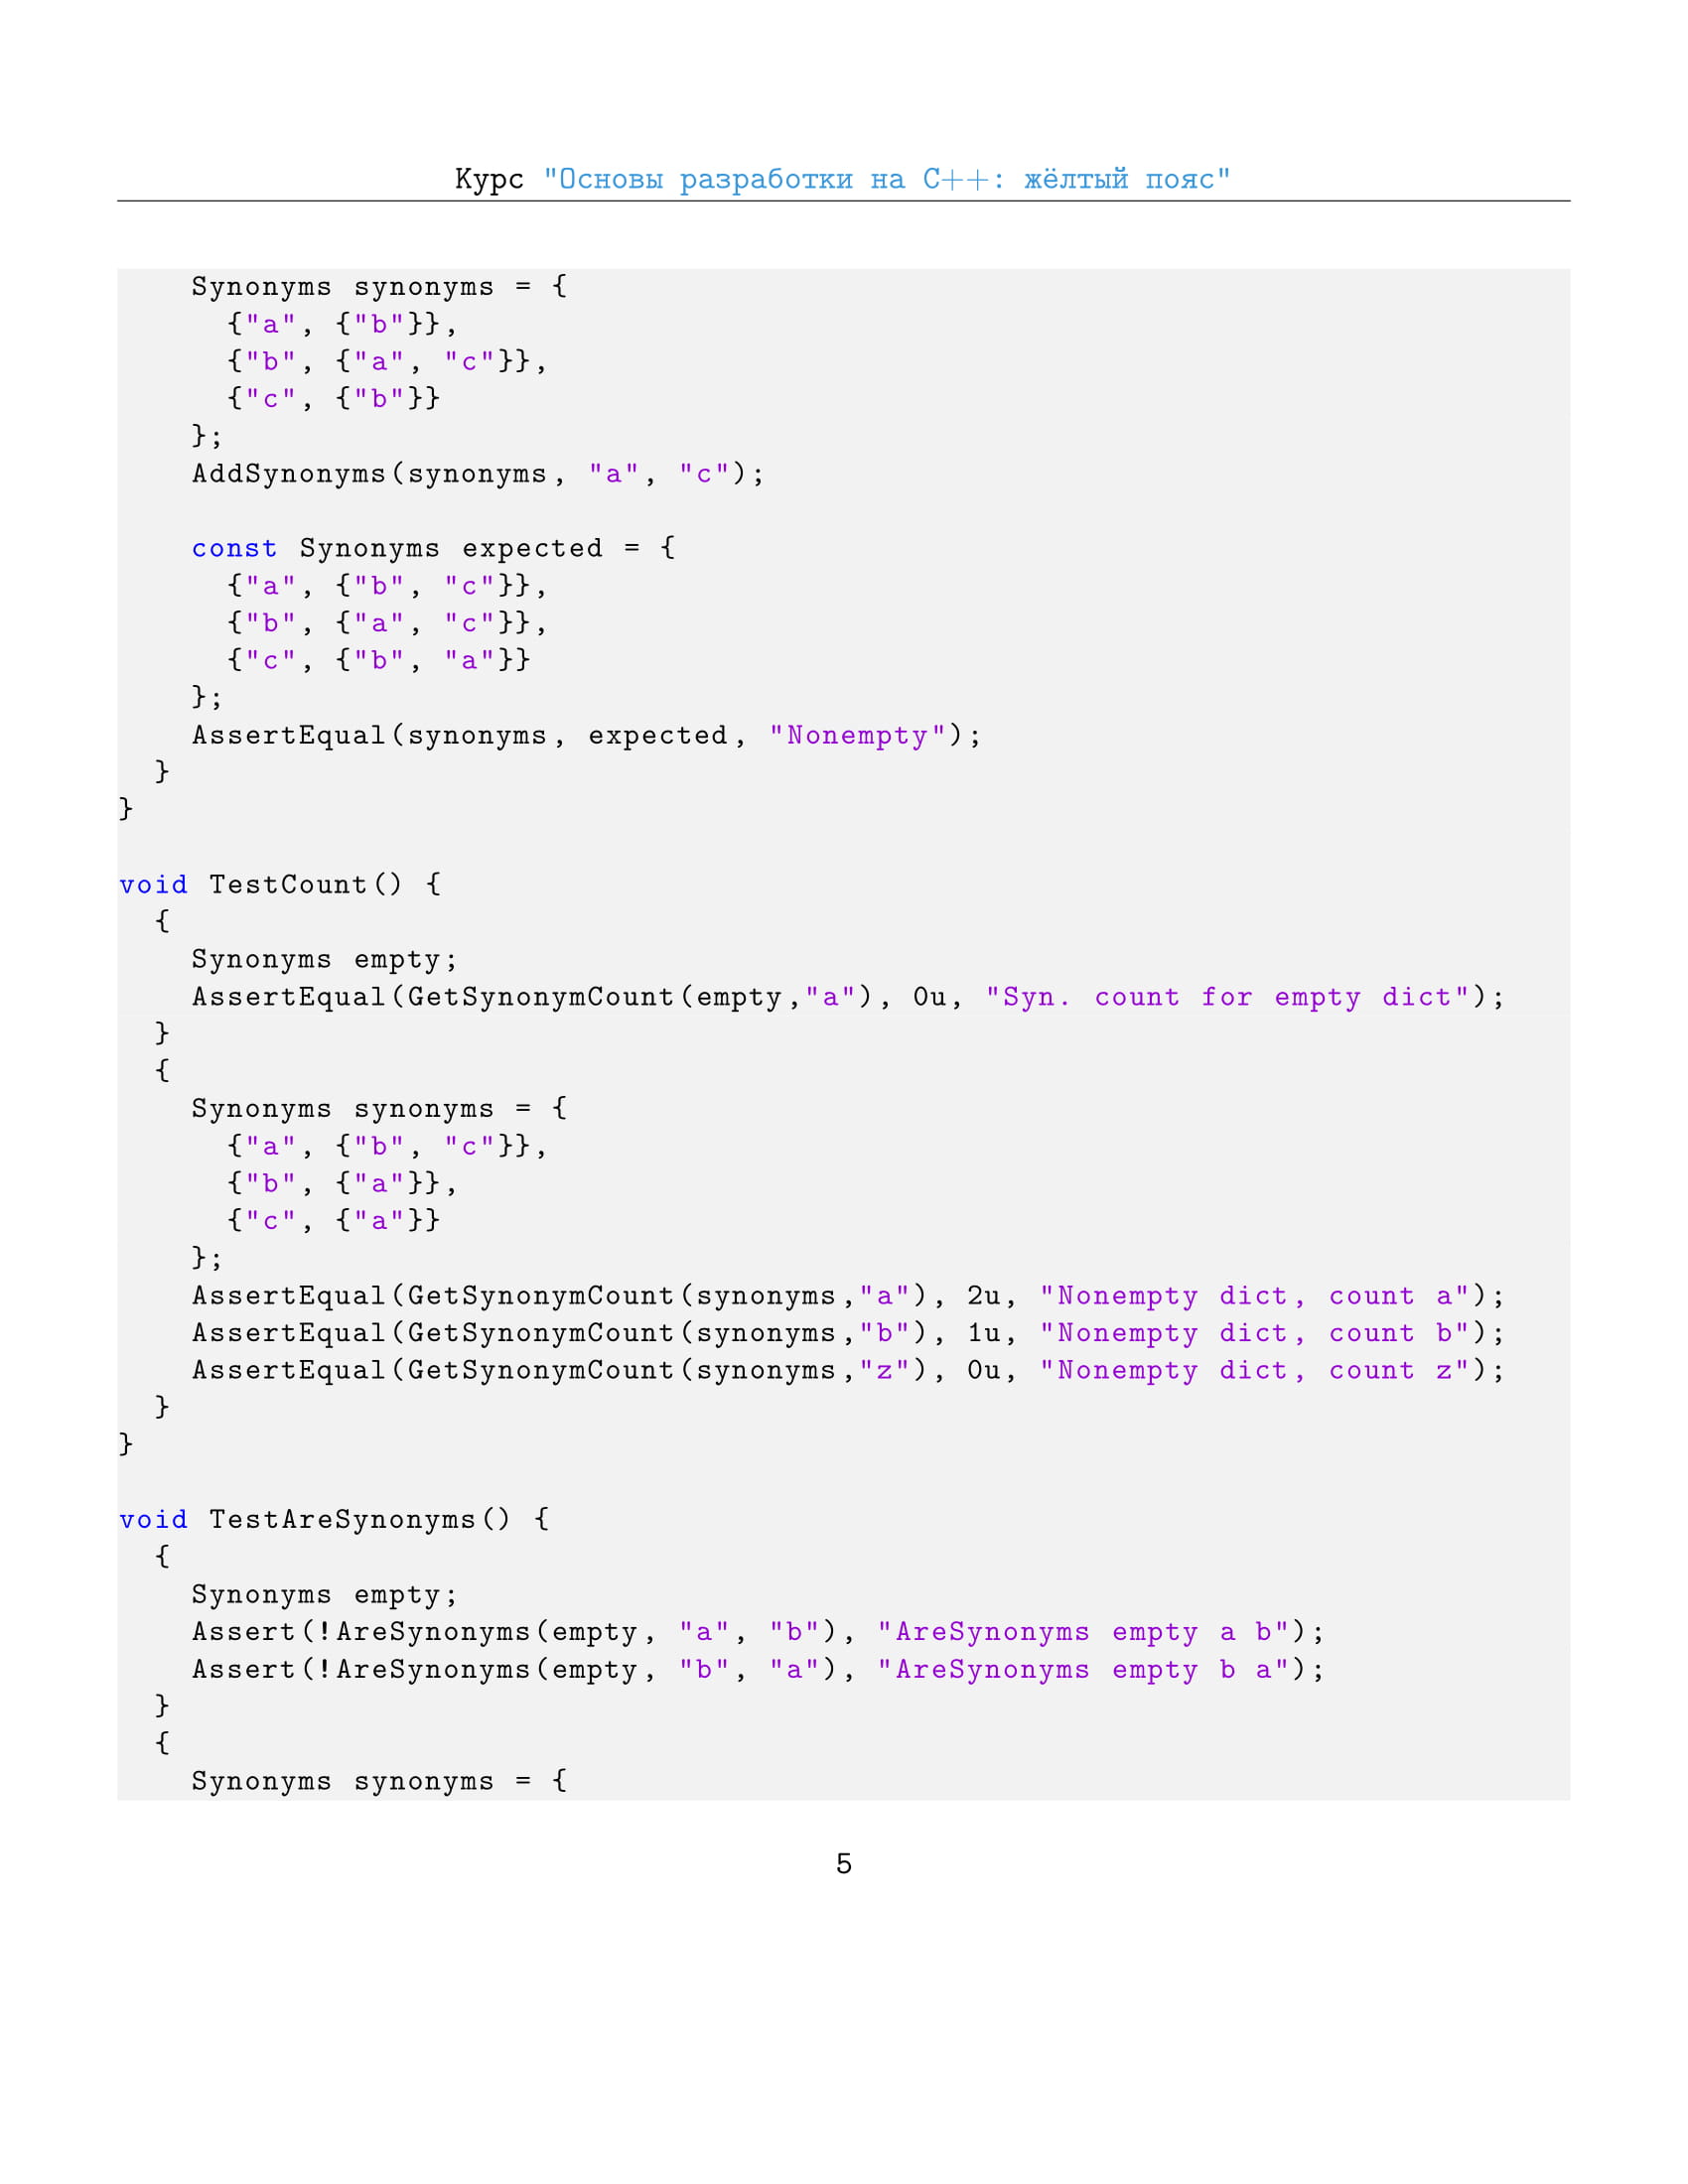 Курс "Основы разработки на C++: жёлтый пояс"
    Synonyms synonyms = {
      {"a", {"b"}},
      {"b", {"a", "c"}},
      {"c", {"b"}}
    };
    AddSynonyms(synonyms, "a", "c");

    const Synonyms expected = {
      {"a", {"b", "c"}},
      {"b", {"a", "c"}},
      {"c", {"b", "a"}}
    };
    AssertEqual(synonyms, expected, "Nonempty");
  }
}

void TestCount() {
  {
    Synonyms empty;
    AssertEqual(GetSynonymCount(empty,"a"), 0u, "Syn. count for empty dict");
  }
  {
    Synonyms synonyms = {
      {"a", {"b", "c"}},
      {"b", {"a"}},
      {"c", {"a"}}
    };
    AssertEqual(GetSynonymCount(synonyms,"a"), 2u, "Nonempty dict, count a");
    AssertEqual(GetSynonymCount(synonyms,"b"), 1u, "Nonempty dict, count b");
    AssertEqual(GetSynonymCount(synonyms,"z"), 0u, "Nonempty dict, count z");
  }
}

void TestAreSynonyms() {
  {
    Synonyms empty;
    Assert(!AreSynonyms(empty, "a", "b"), "AreSynonyms empty a b");
    Assert(!AreSynonyms(empty, "b", "a"), "AreSynonyms empty b a");
  }
  {
    Synonyms synonyms = {
5